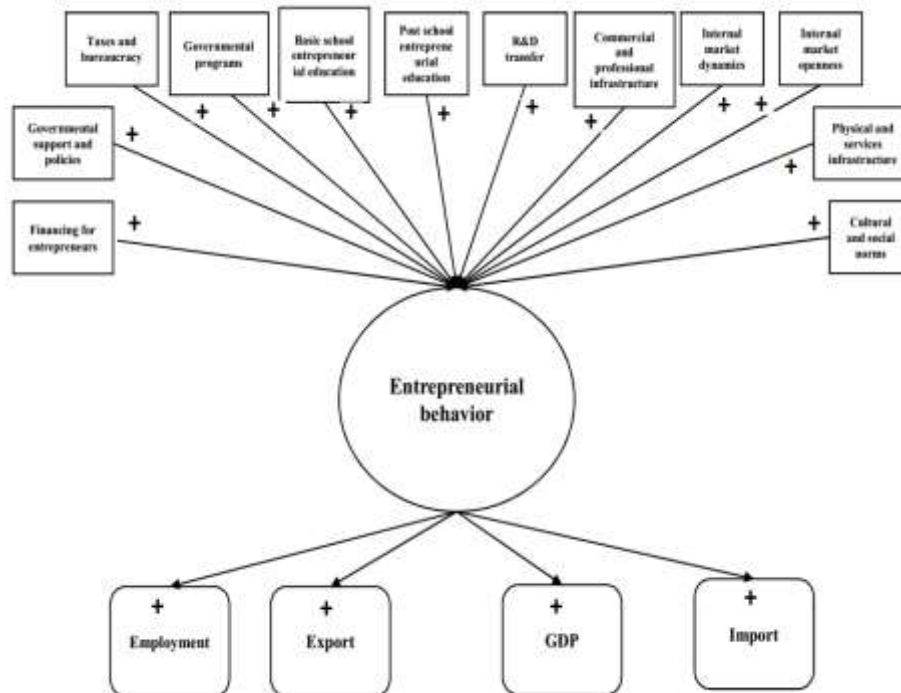 Taxes and
bureaucracy
Governmental
programs
Basic school
entrepreneur
ial education
Post school
entreprene
urial
education
R&D
transfer
Commercial
and
professional
infrastructure
Internal
market
dynamics
Internal
market
openness
Governmental
support and
policies
Physical and
services
infrastructure
Financing for
entrepreneurs
Cultural
and social
norms
+
+
+
+
+
+
+
+
+
+
+
+
Entrepreneurial
behavior
+
Employment
+
Export
+
GDP
+
Import